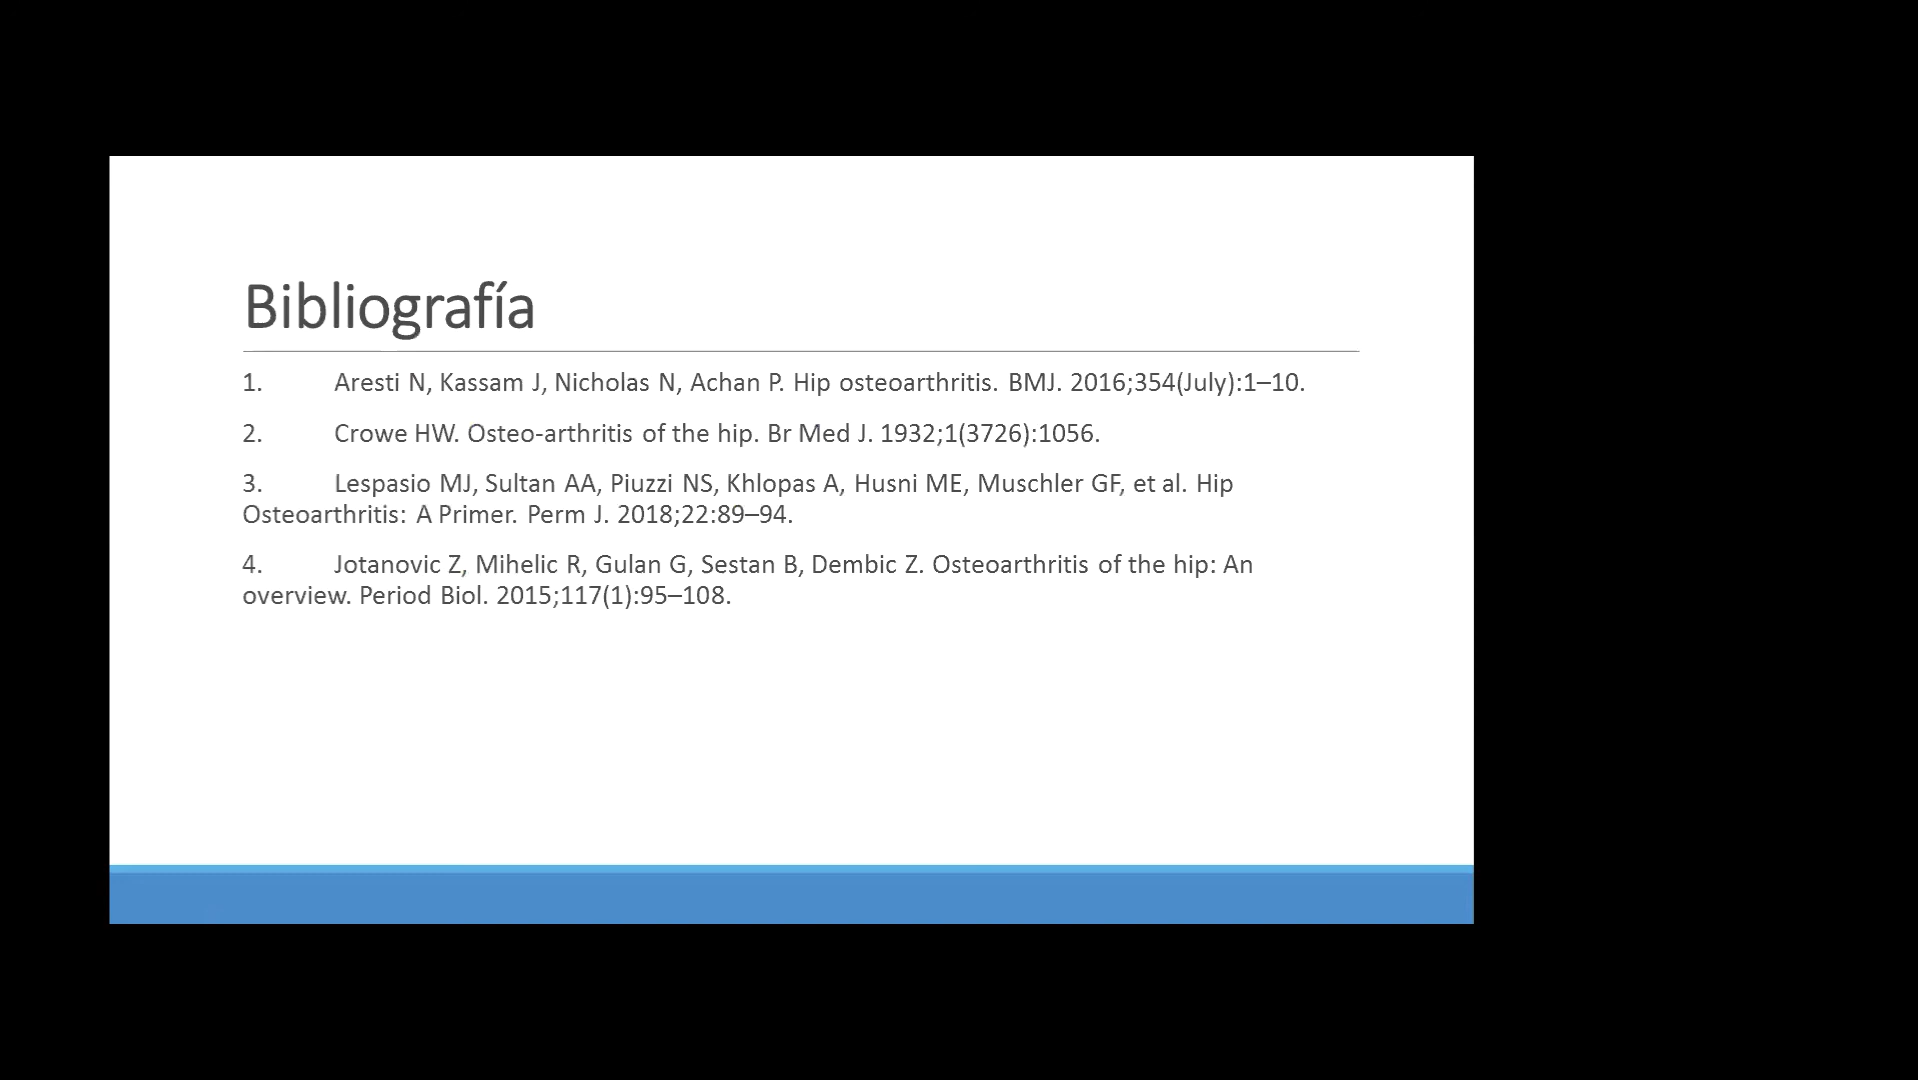 Bibliografía
1. Aresti N, Kassam J, Nicholas N, Achan P. Hip osteoarthritis. BMJ. 2016;354(July):1–10.
2. Crowe HW. Osteo-arthritis of the hip. Br Med J. 1932;1(3726):1056.
3. Lespasio MJ, Sultan AA, Piuzzi NS, Khlopas A, Husni ME, Muschler GF, et al. Hip
Osteoarthritis: A Primer. Perm J. 2018;22:89–94.
4. Jotanovic Z, Mihelic R, Gulan G, Sestan B, Dembic Z. Osteoarthritis of the hip: An
overview. Period Biol. 2015;117(1):95–108.